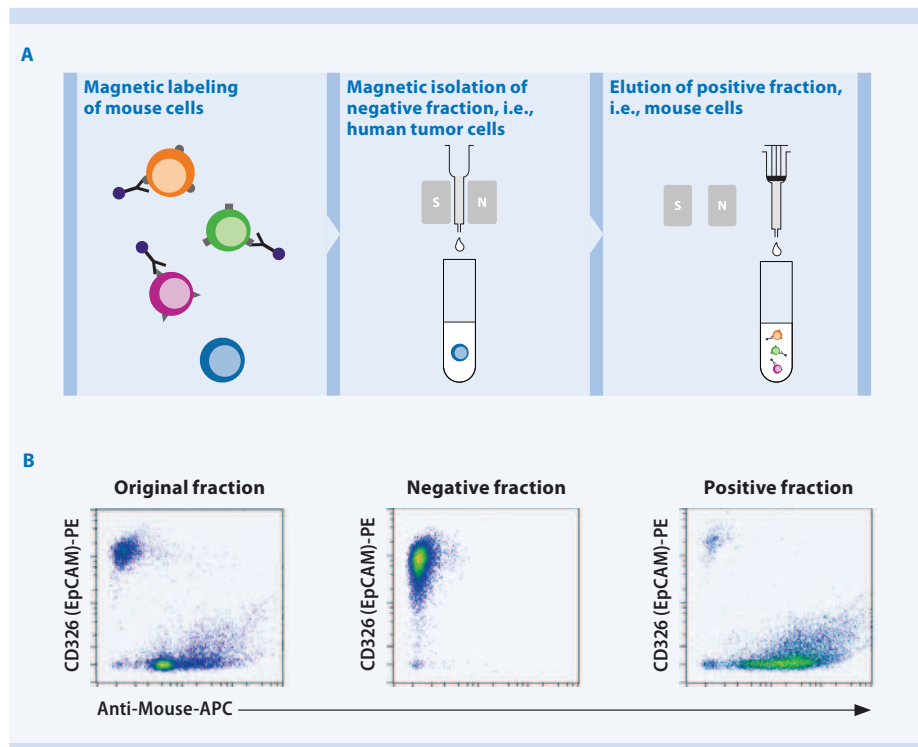 A
Magnetic labeling
of mouse cells
Magnetic isolation of
negative fraction, i.e.,
human tumor cells
Elution of positive fraction,
i.e., mouse cells
S
N
S
N
B
Original fraction
Negative fraction
Positive fraction
CD326 (EpCAM)-PE
CD326 (EpCAM)-PE
CD326 (EpCAM)-PE
Anti-Mouse-APC